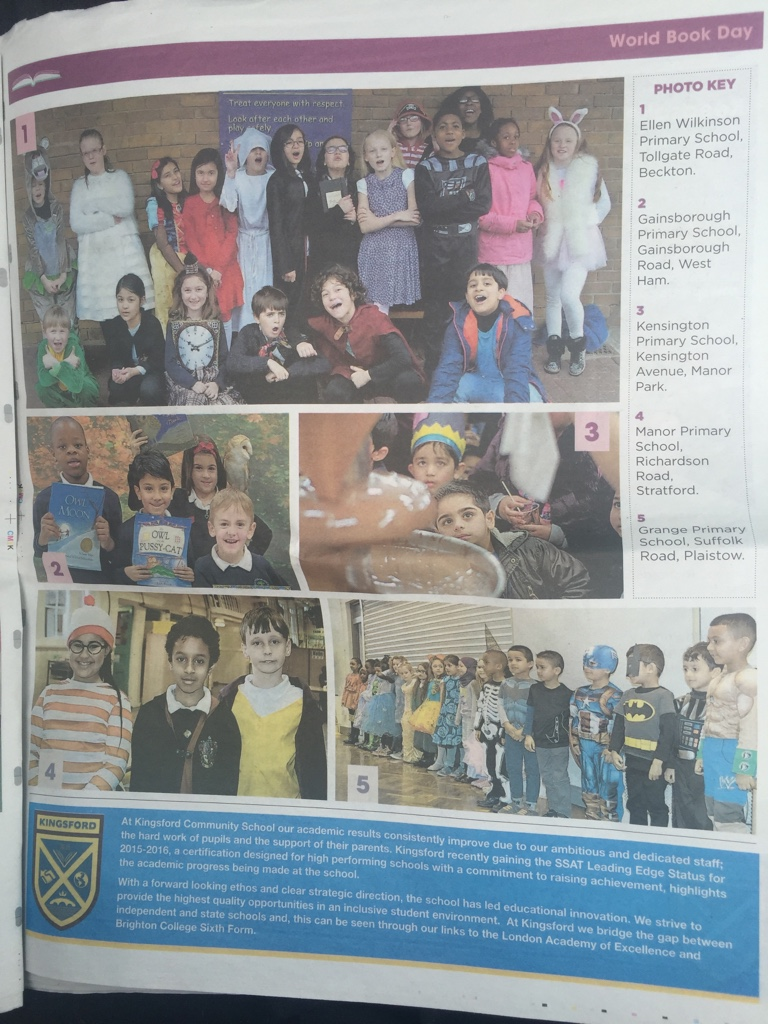 World Book Day
1
Treat everyone with respect.
Look after each other and
play safely.
PHOTO KEY
1
Ellen Wilkinson
Primary School,
Tollgate Road,
Beckton.
2
Gainsborough
Primary School,
Gainsborough
Road, West
Ham.
3
Kensington
Primary School,
Kensington
Avenue, Manor
Park.
4
Manor Primary
School,
Richardson
Road,
Stratford.
5
Grange Primary
School, Suffolk
Road, Plaistow.
OWL
MOON
THE
OWL
AND THE
PUSSY-CAT
2
3
4
5
KINGSFORD
At Kingsford Community School our academic results consistently improve due to our ambitious and dedicated staff;
the hard work of pupils and the support of their parents. Kingsford recently gaining the SSAT Leading Edge Status for
2015-2016, a certification designed for high performing schools with a commitment to raising achievement, highlights
the academic progress being made at the school.
With a forward looking ethos and clear strategic direction, the school has led educational innovation. We strive to
provide the highest quality opportunities in an inclusive student environment. At Kingsford we bridge the gap between
independent and state schools and, this can be seen through our links to the London Academy of Excellence and
Brighton College Sixth Form.